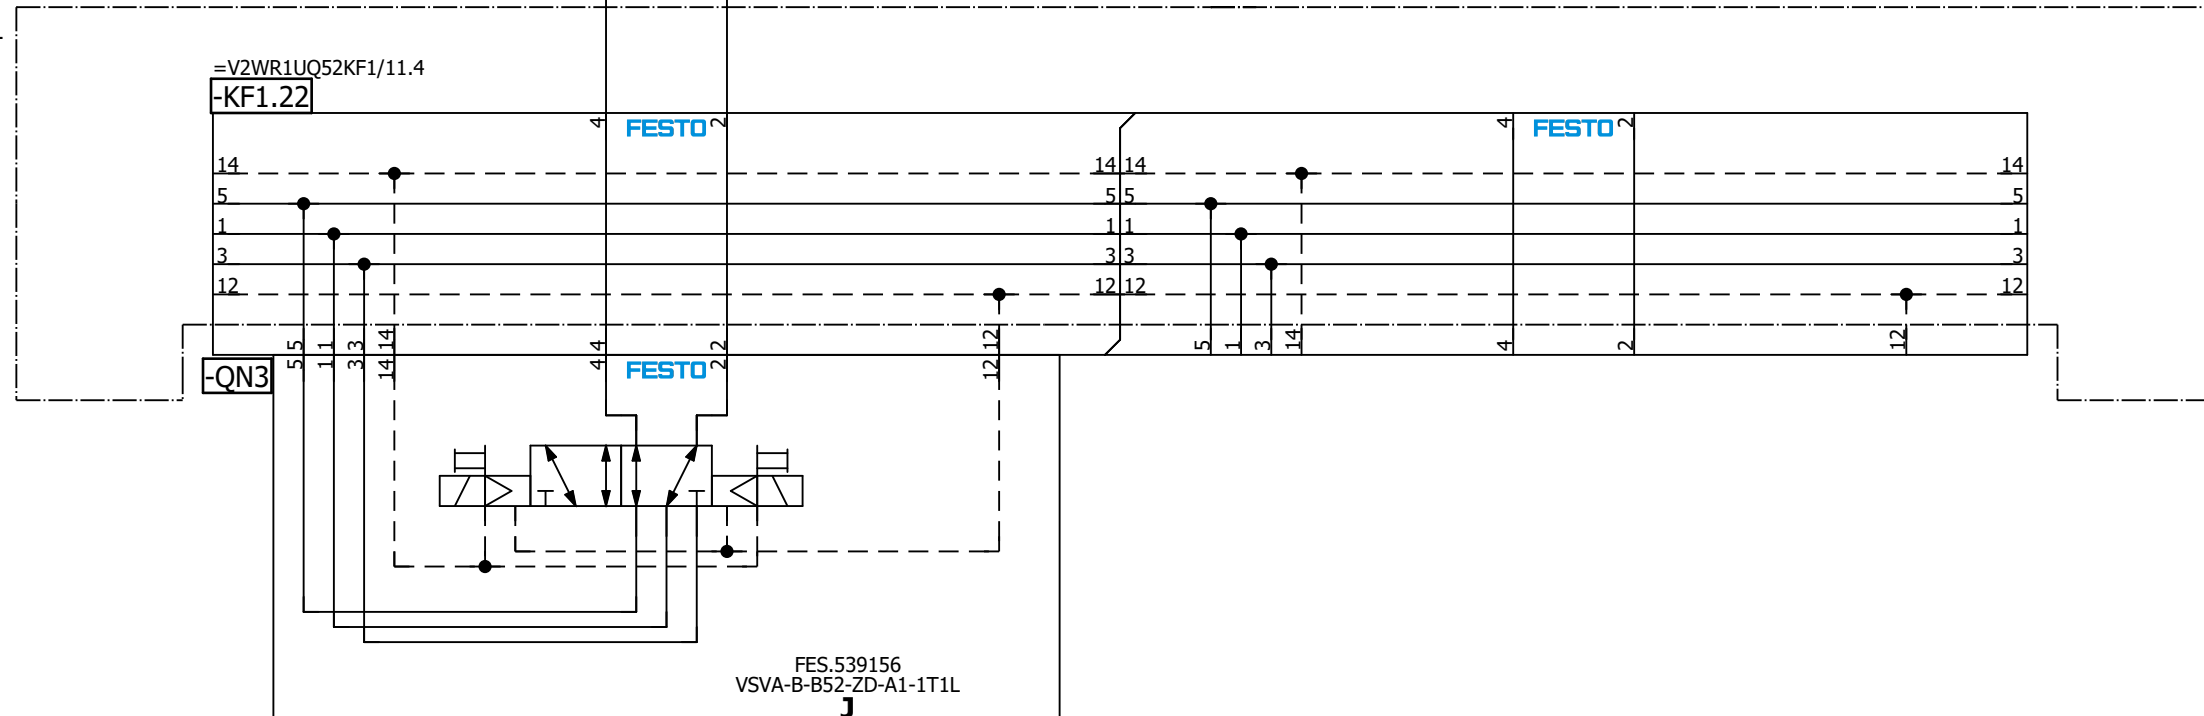 =V2WR1UQ52KF1/11.4
-KF1.22
4 FESTO 2 4 FESTO 2
14 14 14 14
5 5 5 5
1 1 1 1
3 3 3 3
12 12 12 12
5 1 3 14 4 2 12 5 1 3 14 4 2 12
-QN3 5 1 3 14 4 FESTO 2 12
FES.539156
VSVA-B-B52-ZD-A1-1T1L
J